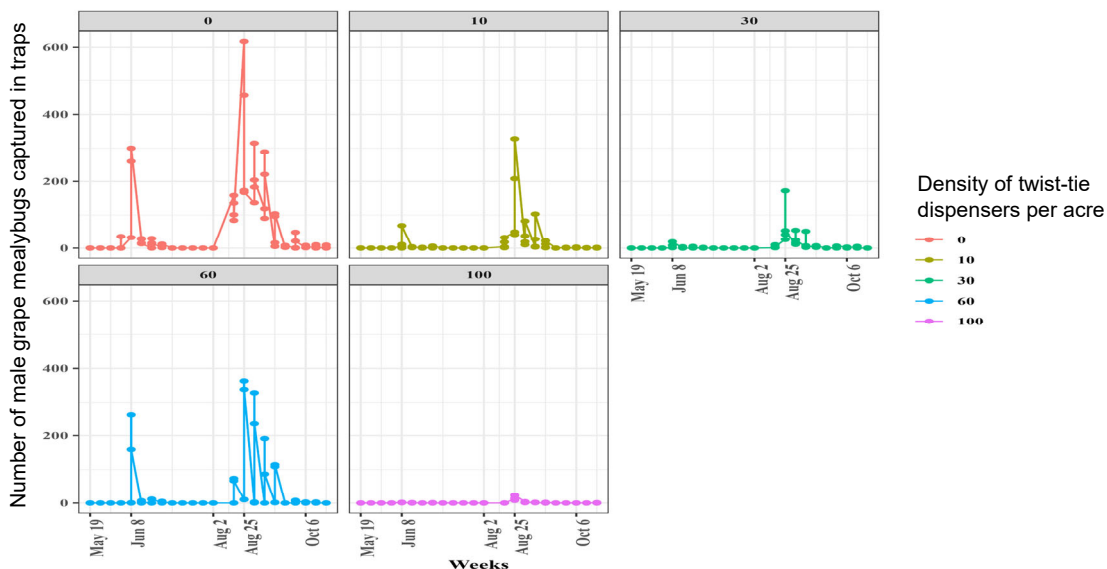 0
10
30
600
400
200
0
Number of male grape mealybugs captured in traps
60
100
May 19
Jun 8
Aug 2
Aug 25
Oct 6
600
400
200
0
May 19
Jun 8
Aug 2
Aug 25
Oct 6
May 19
Jun 8
Aug 2
Aug 25
Oct 6
Weeks
Density of twist-tie
dispensers per acre
0
10
30
60
100